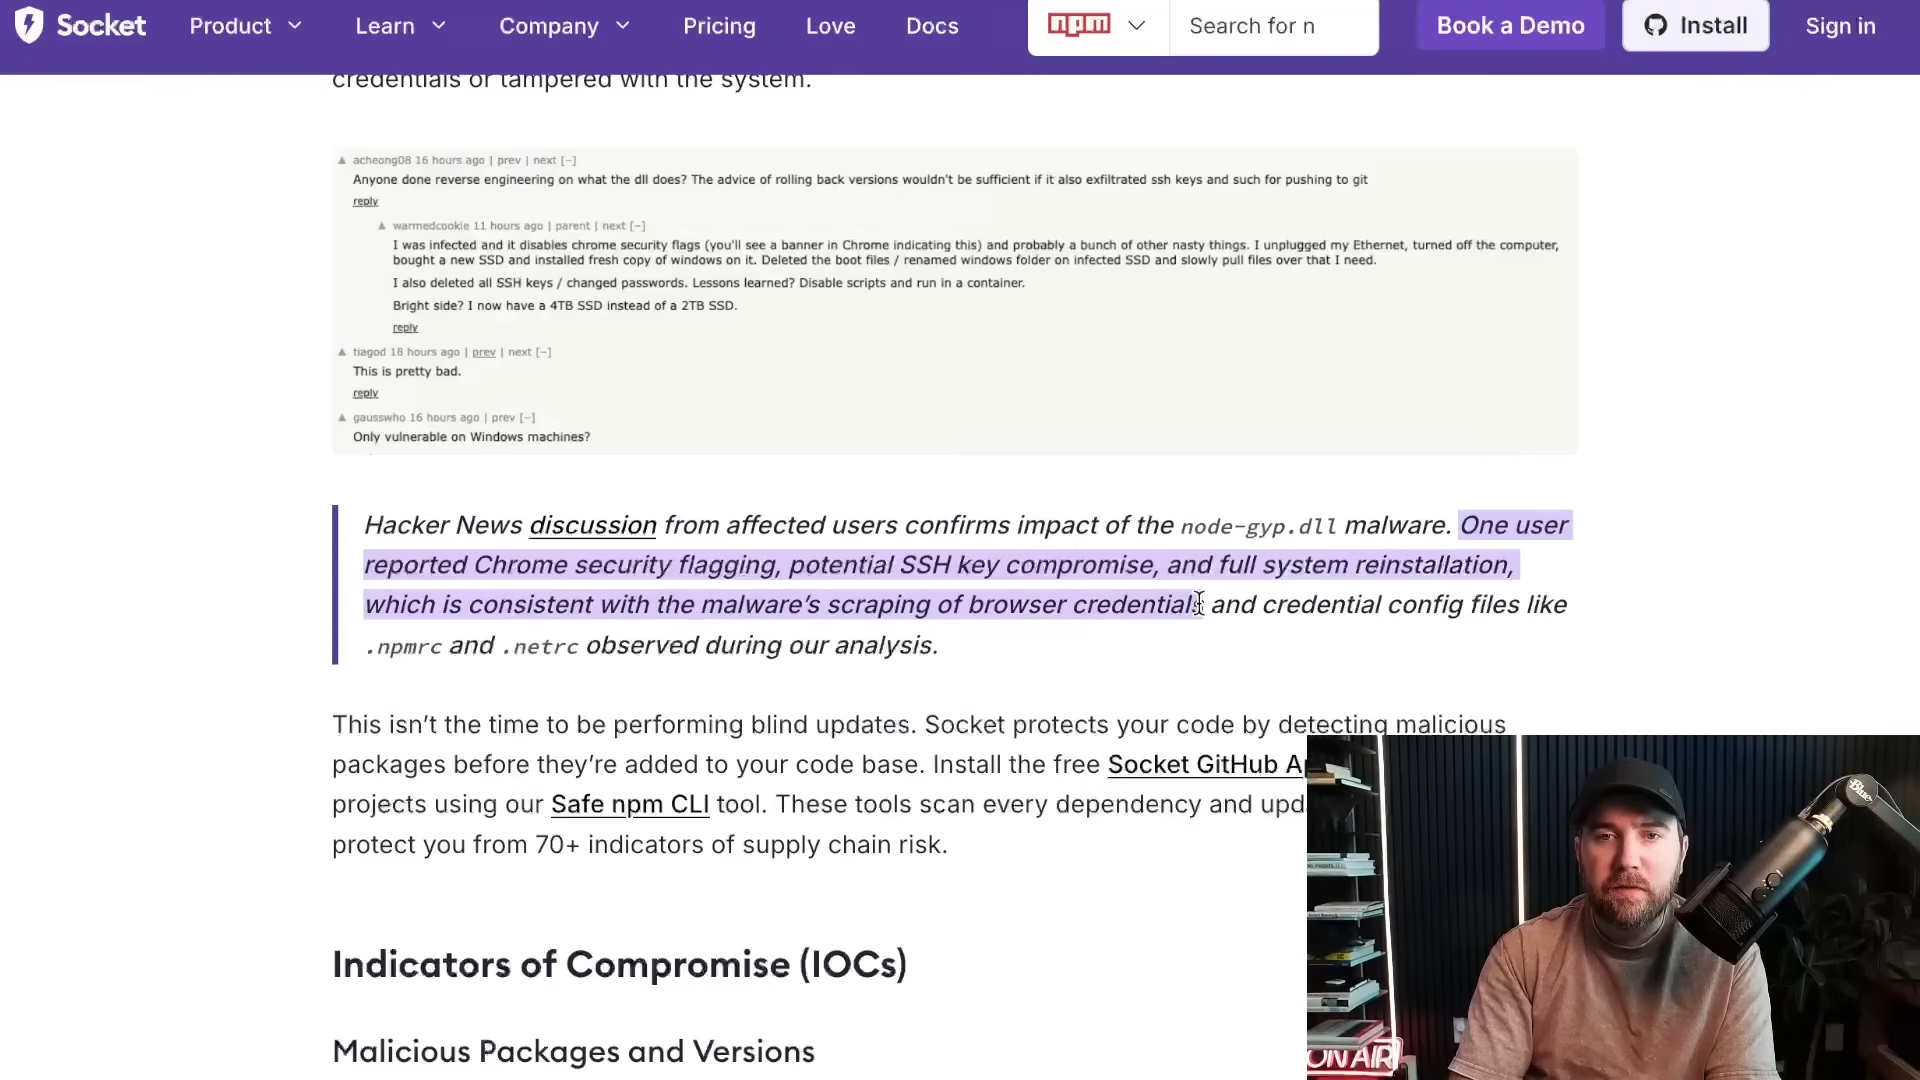 Socket
Product
Learn
Company
Pricing
Love
Docs
npm
Search for n
Book a Demo
Install
Sign in
credentials or tampered with the system.
▲ acheong08 16 hours ago | prev | next [–]
Anyone done reverse engineering on what the dll does? The advice of rolling back versions wouldn't be sufficient if it also exfiltrated ssh keys and such for pushing to git
reply
▲ warmedcookie 11 hours ago | parent | next [–]
I was infected and it disables chrome security flags (you'll see a banner in Chrome indicating this) and probably a bunch of other nasty things. I unplugged my Ethernet, turned off the computer,
bought a new SSD and installed fresh copy of windows on it. Deleted the boot files / renamed windows folder on infected SSD and slowly pull files over that I need.
I also deleted all SSH keys / changed passwords. Lessons learned? Disable scripts and run in a container.
Bright side? I now have a 4TB SSD instead of a 2TB SSD.
reply
▲ tiagod 18 hours ago | prev | next [–]
This is pretty bad.
reply
▲ gausswho 16 hours ago | prev [–]
Only vulnerable on Windows machines?
Hacker News discussion from affected users confirms impact of the node-gyp.dll malware. One user
reported Chrome security flagging, potential SSH key compromise, and full system reinstallation,
which is consistent with the malware’s scraping of browser credentials and credential config files like
.npmrc and .netrc observed during our analysis.
This isn’t the time to be performing blind updates. Socket protects your code by detecting malicious
packages before they’re added to your code base. Install the free Socket GitHub
projects using our Safe npm CLI tool. These tools scan every dependency and
protect you from 70+ indicators of supply chain risk.
Indicators of Compromise (IOCs)
Malicious Packages and Versions
Blue
ON AIR